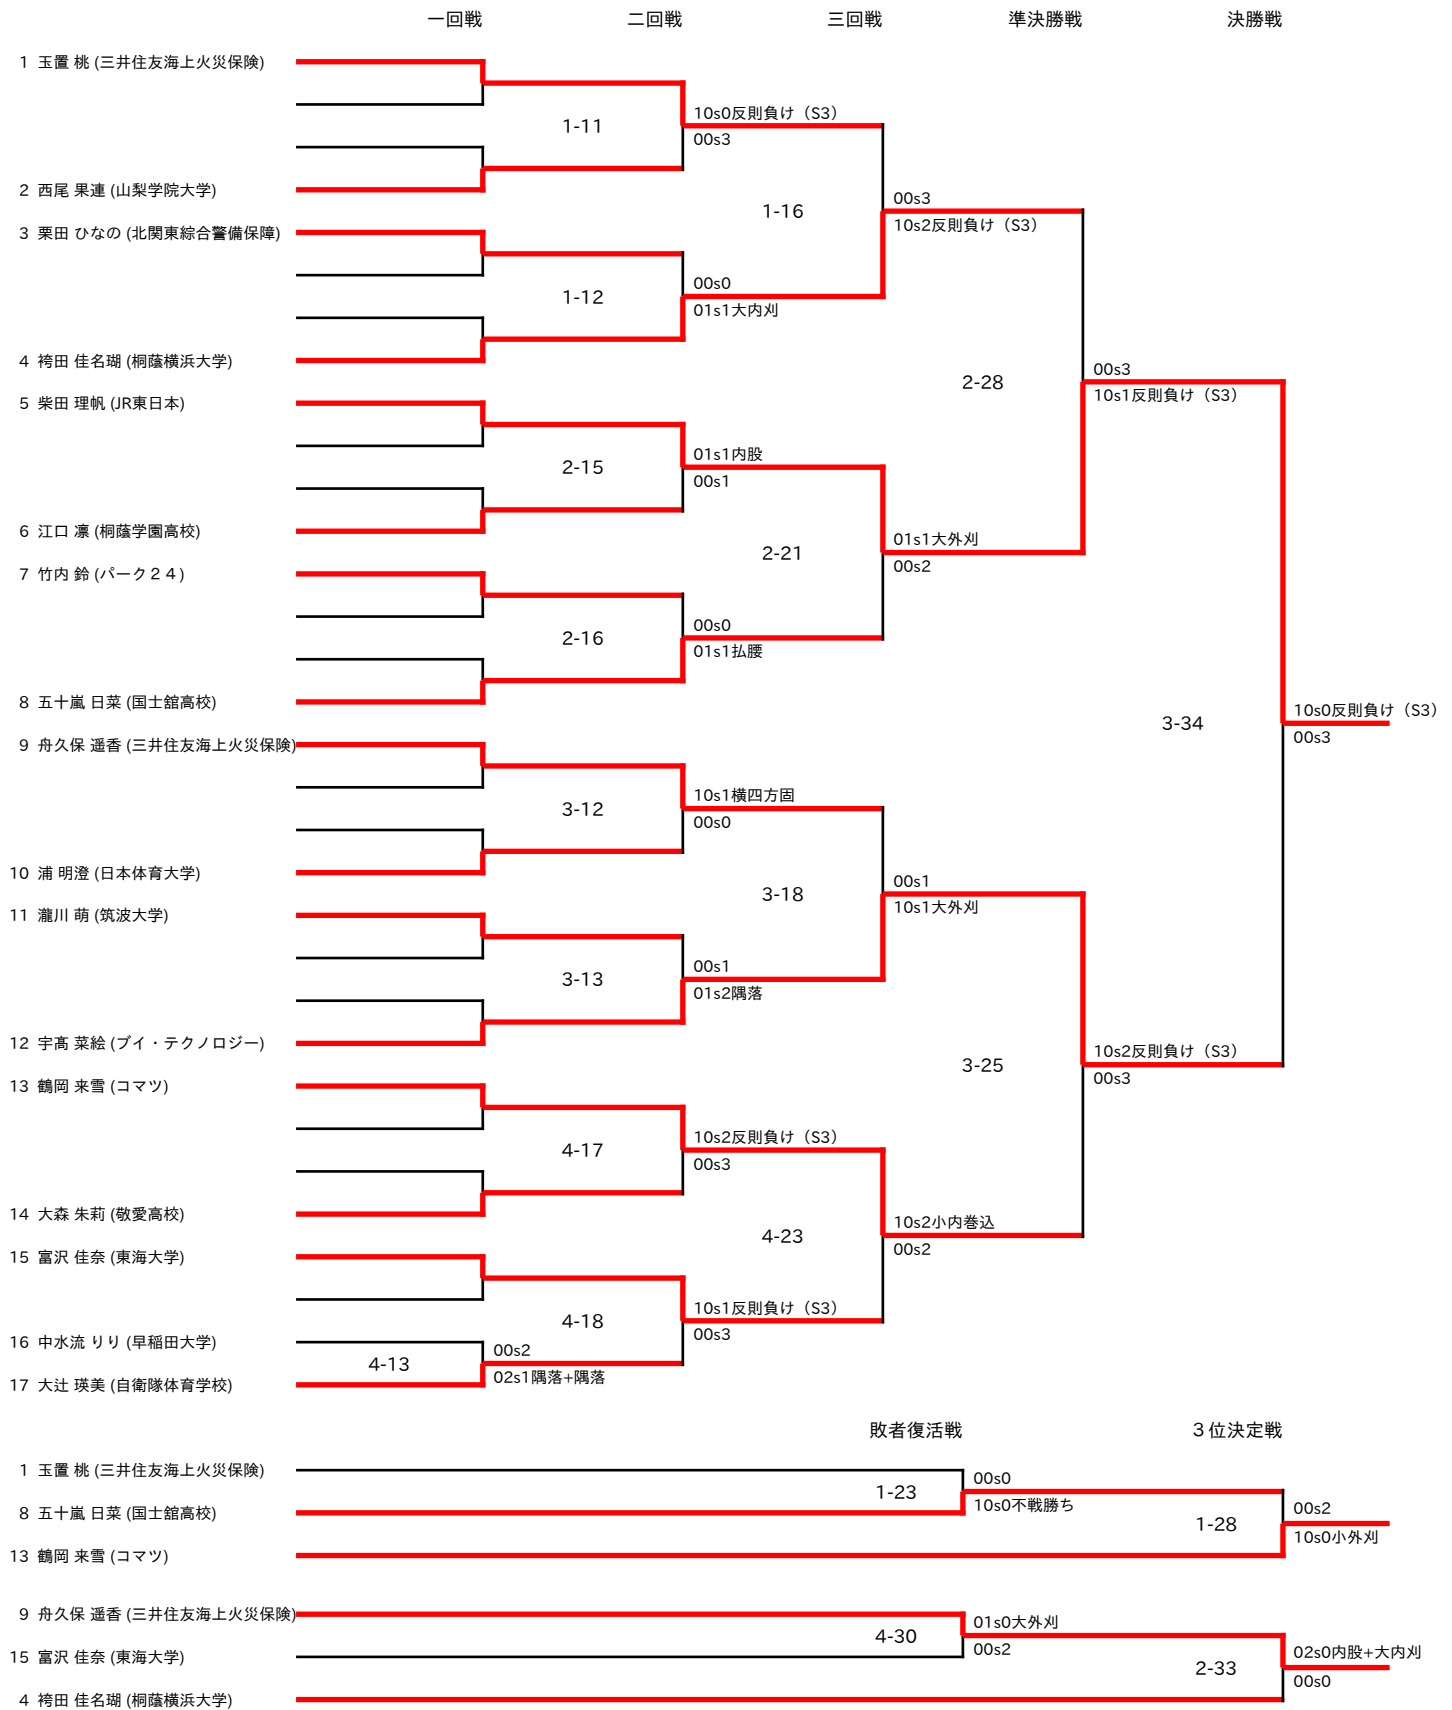 一回戦 二回戦 三回戦 準決勝戦 決勝戦
1 玉置 桃 (三井住友海上火災保険)
10s0反則負け（S3）
1-11
00s3
2 西尾 果連 (山梨学院大学)
00s3
1-16
10s2反則負け（S3）
3 栗田 ひなの (北関東綜合警備保障)
00s0
1-12
01s1大内刈
4 袴田 佳名瑚 (桐蔭横浜大学)
00s3
2-28
10s1反則負け（S3）
5 柴田 理帆 (JR東日本)
01s1内股
2-15
00s1
6 江口 凛 (桐蔭学園高校)
01s1大外刈
2-21
00s2
7 竹内 鈴 (パーク２４)
00s0
2-16
01s1払腰
8 五十嵐 日菜 (国士舘高校)
10s0反則負け（S3）
3-34
00s3
9 舟久保 遥香 (三井住友海上火災保険)
10s1横四方固
3-12
00s0
10 浦 明澄 (日本体育大学)
00s1
3-18
10s1大外刈
11 瀧川 萌 (筑波大学)
00s1
3-13
01s2隅落
12 宇髙 菜絵 (ブイ・テクノロジー)
10s2反則負け（S3）
3-25
00s3
13 鶴岡 来雪 (コマツ)
10s2反則負け（S3）
4-17
00s3
14 大森 朱莉 (敬愛高校)
10s2小内巻込
4-23
00s2
15 富沢 佳奈 (東海大学)
10s1反則負け（S3）
4-18
00s3
16 中水流 りり (早稲田大学)
00s2
4-13
02s1隅落+隅落
17 大辻 瑛美 (自衛隊体育学校)
敗者復活戦 ３位決定戦
1 玉置 桃 (三井住友海上火災保険)
00s0
1-23
10s0不戦勝ち
8 五十嵐 日菜 (国士舘高校)
00s2
1-28
10s0小外刈
13 鶴岡 来雪 (コマツ)
9 舟久保 遥香 (三井住友海上火災保険)
01s0大外刈
4-30
00s2
15 富沢 佳奈 (東海大学)
02s0内股+大内刈
2-33
00s0
4 袴田 佳名瑚 (桐蔭横浜大学)